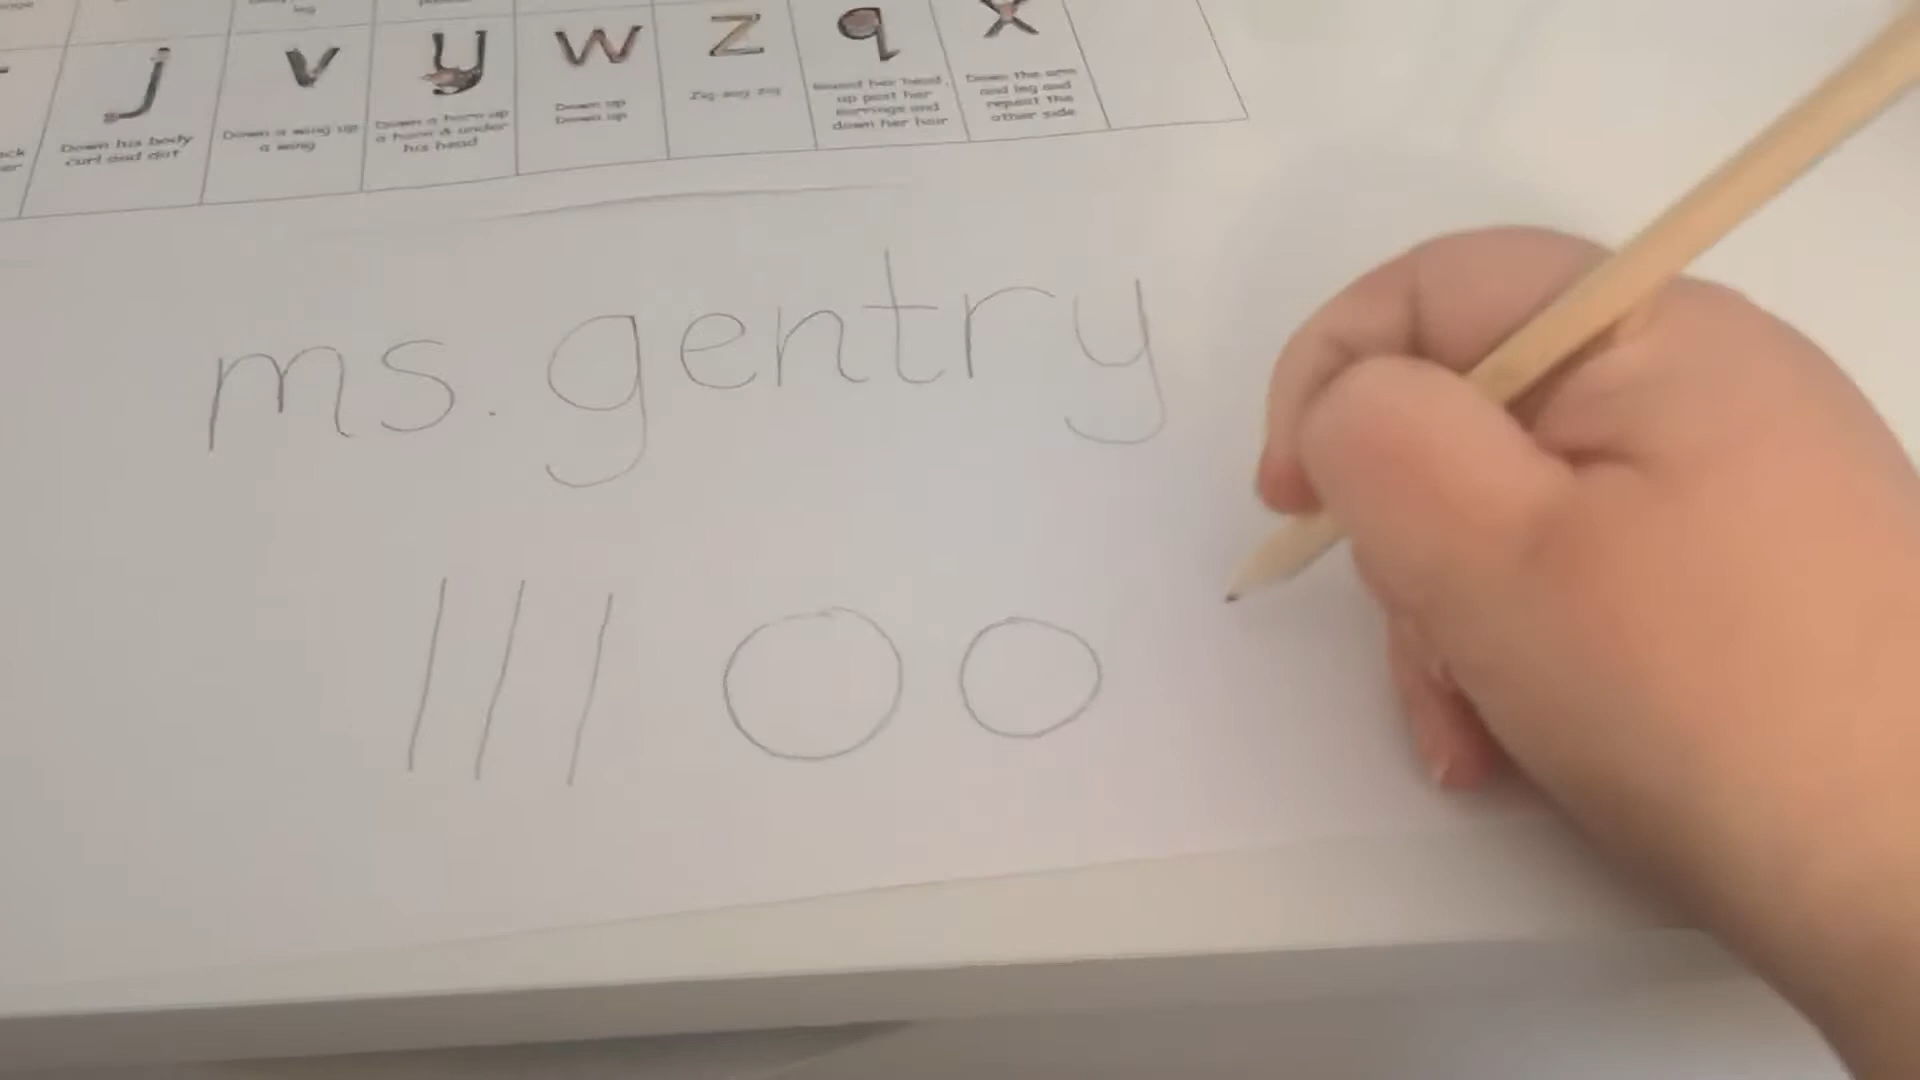 leg
j v y w z q x
Down his body curl and dot
Down a wing up a wing
Down a horn up a horn & under his head
Down up Down up
Zig-zag-zig
Round her head, up past her earrings and down her hair
Down the arm and leg and repeat the other side
ms. gentry